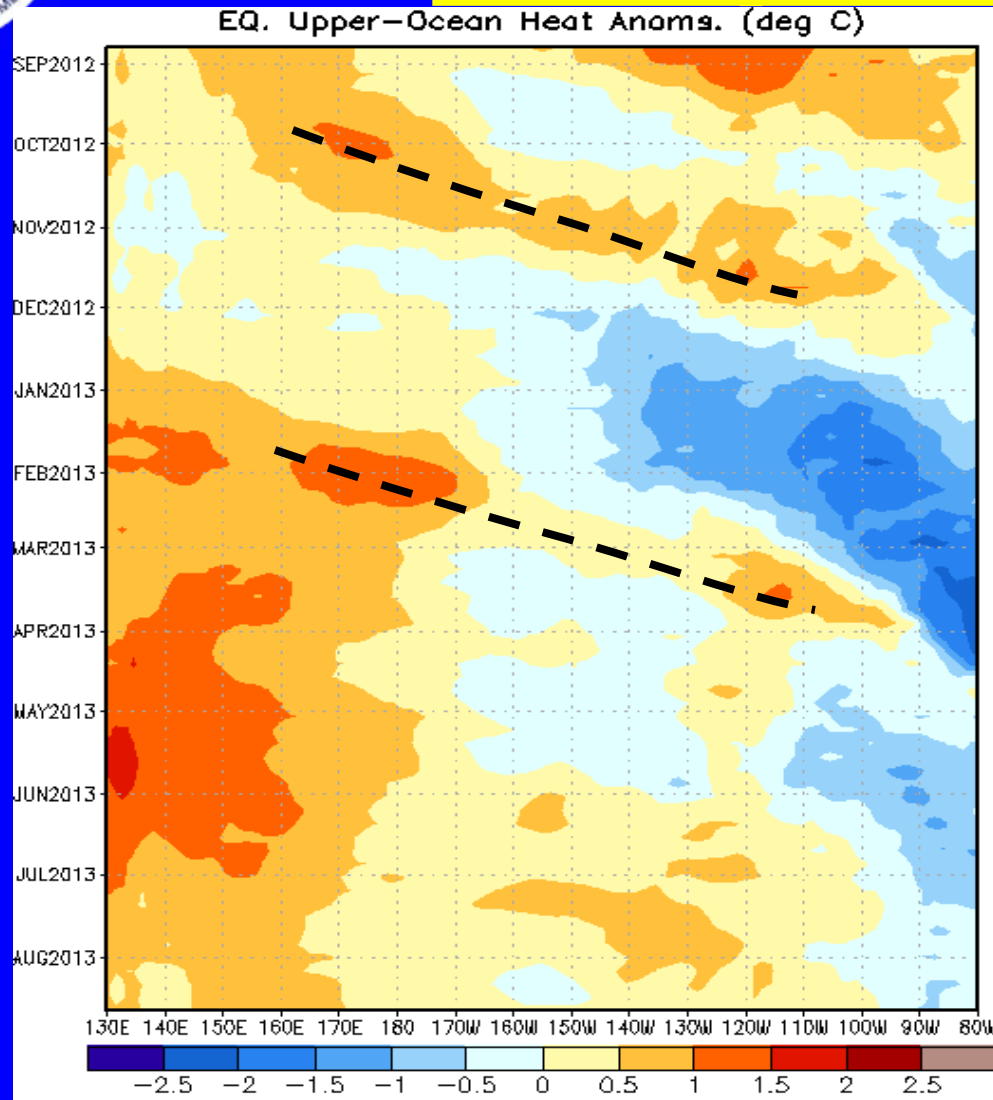 EQ. Upper-Ocean Heat Anoms. (deg C)
SEP2012
OCT2012
NOV2012
DEC2012
JAN2013
FEB2013
MAR2013
APR2013
MAY2013
JUN2013
JUL2013
AUG2013
130E 140E 150E 160E 170E 180 170W 160W 150W 140W 130W 120W 110W 100W 90W 80W
-2.5 -2 -1.5 -1 -0.5 0 0.5 1 1.5 2 2.5